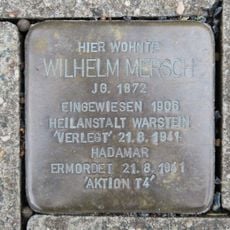 HIER WOHNTE
WILHELM MERSCH
JG. 1872
EINGEWIESEN 1906
HEILANSTALT WARSTEIN
'VERLEGT' 21.8.1941
HADAMAR
ERMORDET 21.8.1941
'AKTION T4'